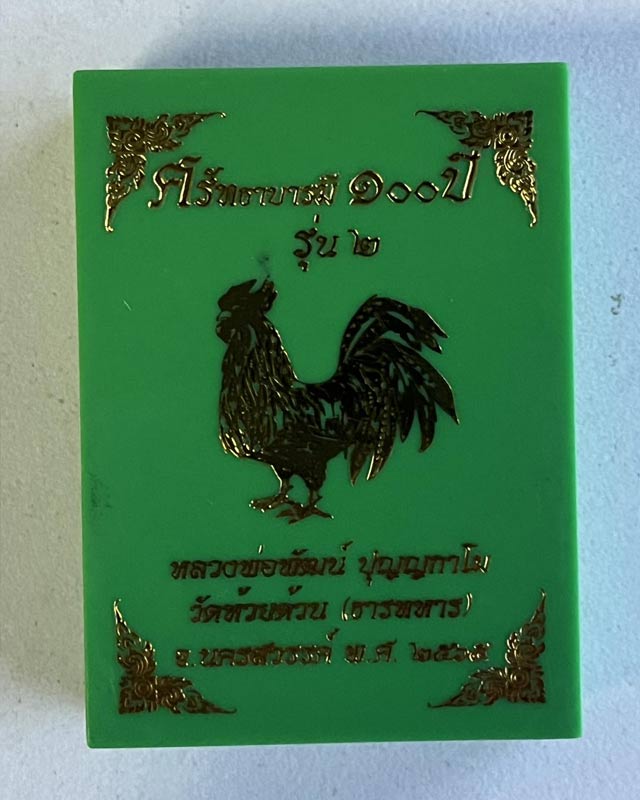 ศรัทธาบารมี ๑๐๐ปี
รุ่น ๒
หลวงพ่อพัฒน์ ปุญญกาโม
วัดห้วยด้วน (ธารทหาร)
จ.นครสวรรค์ พ.ศ. ๒๕๖๕